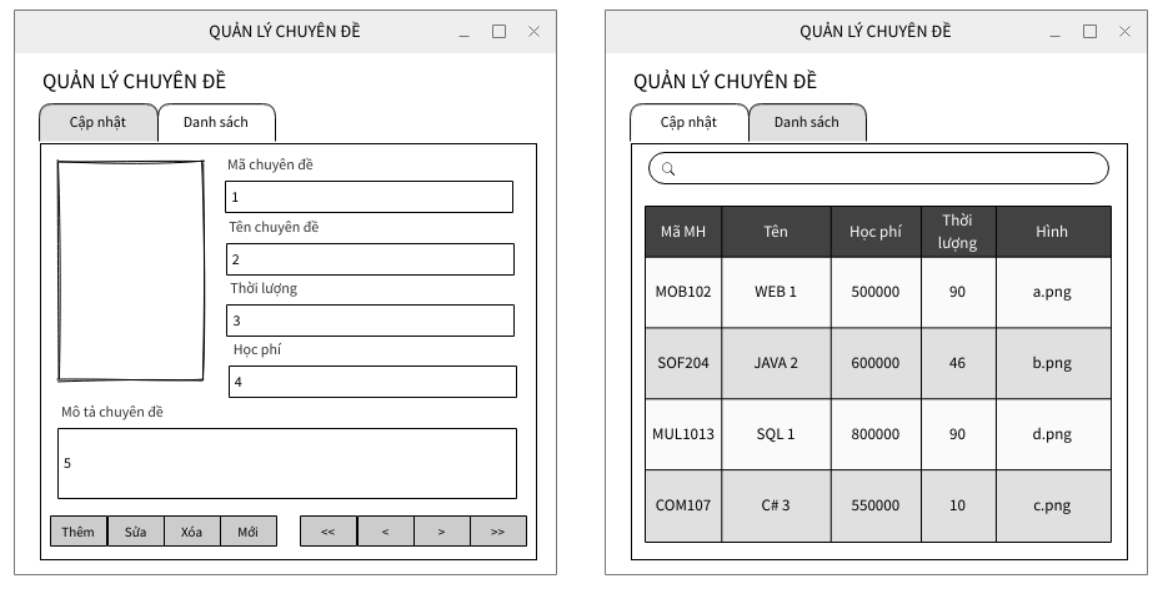 QUẢN LÝ CHUYÊN ĐỀ
QUẢN LÝ CHUYÊN ĐỀ
Cập nhật Danh sách
Mã chuyên đề
1
Tên chuyên đề
2
Thời lượng
3
Học phí
4
Mô tả chuyên đề
5
Thêm Sửa Xóa Mới << < > >>
QUẢN LÝ CHUYÊN ĐỀ
QUẢN LÝ CHUYÊN ĐỀ
Cập nhật Danh sách
Mã MH Tên Học phí Thời lượng Hình
MOB102 WEB 1 500000 90 a.png
SOF204 JAVA 2 600000 46 b.png
MUL1013 SQL 1 800000 90 d.png
COM107 C# 3 550000 10 c.png